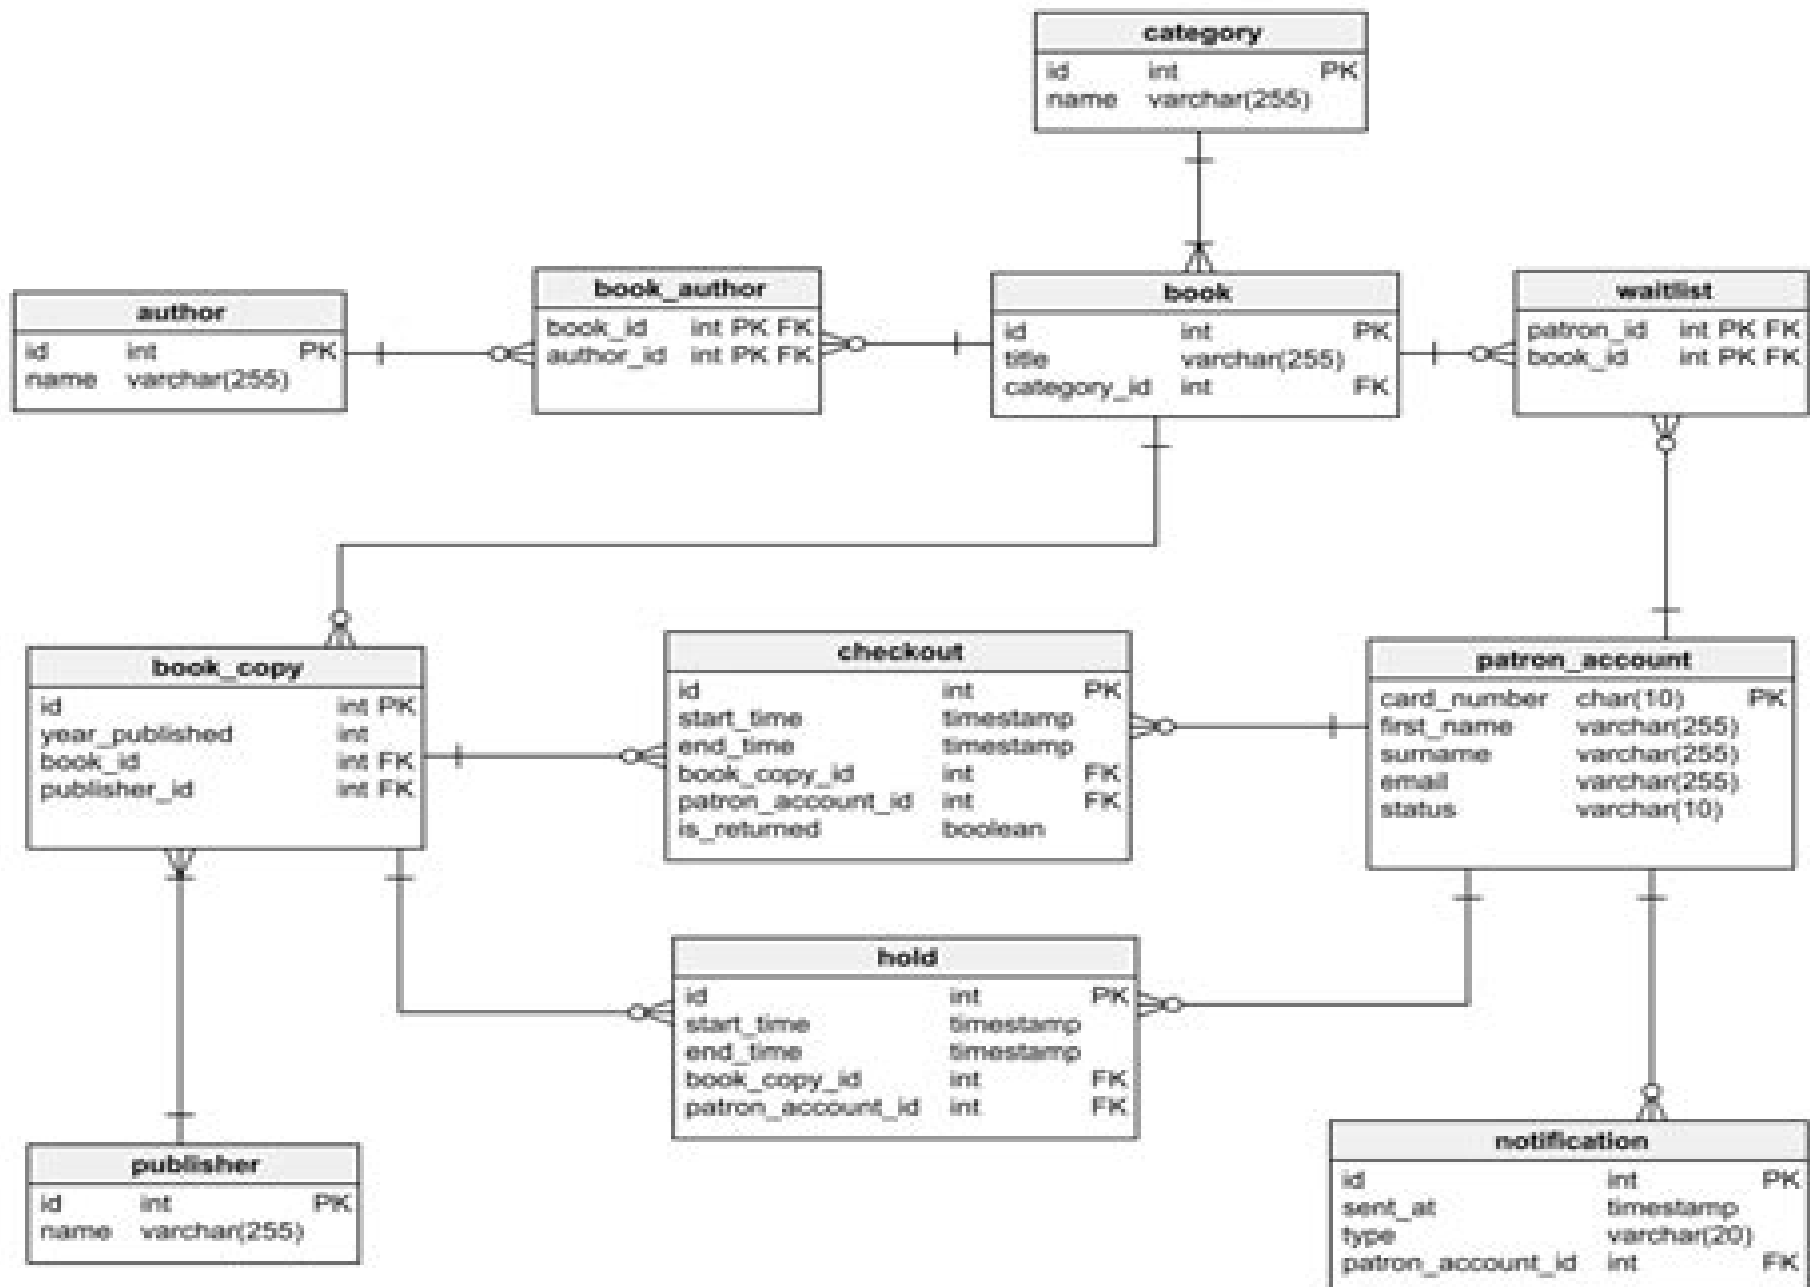 category
id int PK
name varchar(255)
author
id int PK
name varchar(255)
book_author
book_id int PK FK
author_id int PK FK
book
id int PK
title varchar(255)
category_id int FK
waitlist
patron_id int PK FK
book_id int PK FK
book_copy
id int PK
year_published int
book_id int FK
publisher_id int FK
checkout
id int PK
start_time timestamp
end_time timestamp
book_copy_id int FK
patron_account_id int FK
is_returned boolean
patron_account
card_number char(10) PK
first_name varchar(255)
surname varchar(255)
email varchar(255)
status varchar(10)
hold
id int PK
start_time timestamp
end_time timestamp
book_copy_id int FK
patron_account_id int FK
publisher
id int PK
name varchar(255)
notification
id int PK
sent_at timestamp
type varchar(20)
patron_account_id int FK